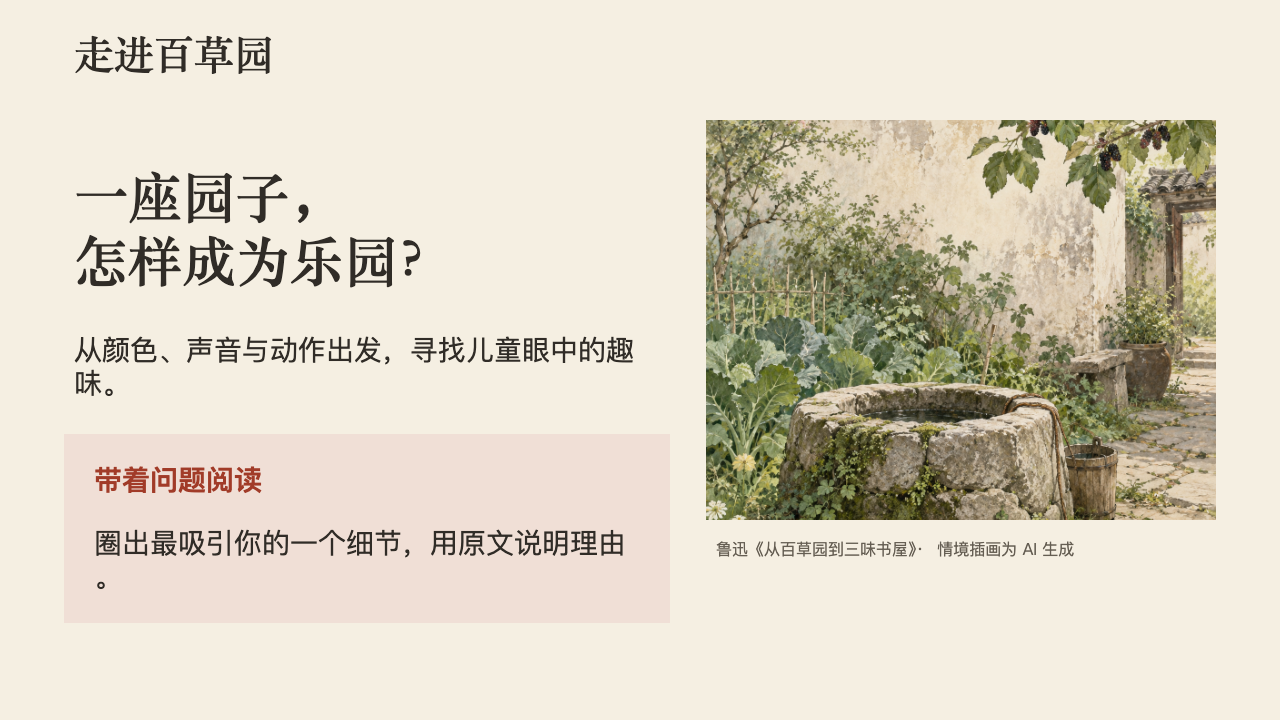 走进百草园
一座园子，
怎样成为乐园？
从颜色、声音与动作出发，寻找儿童眼中的趣
味。
带着问题阅读
圈出最吸引你的一个细节，用原文说明理由
。
鲁迅《从百草园到三味书屋》· 情境插画为 AI 生成